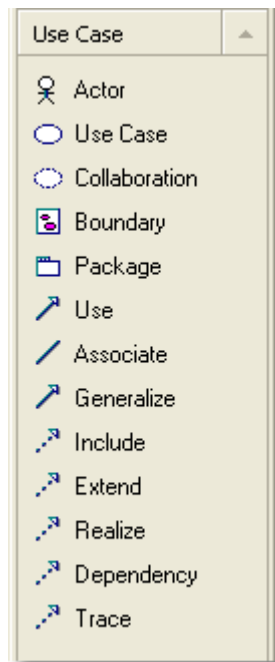 Use Case
Actor
Use Case
Collaboration
Boundary
Package
Use
Associate
Generalize
Include
Extend
Realize
Dependency
Trace